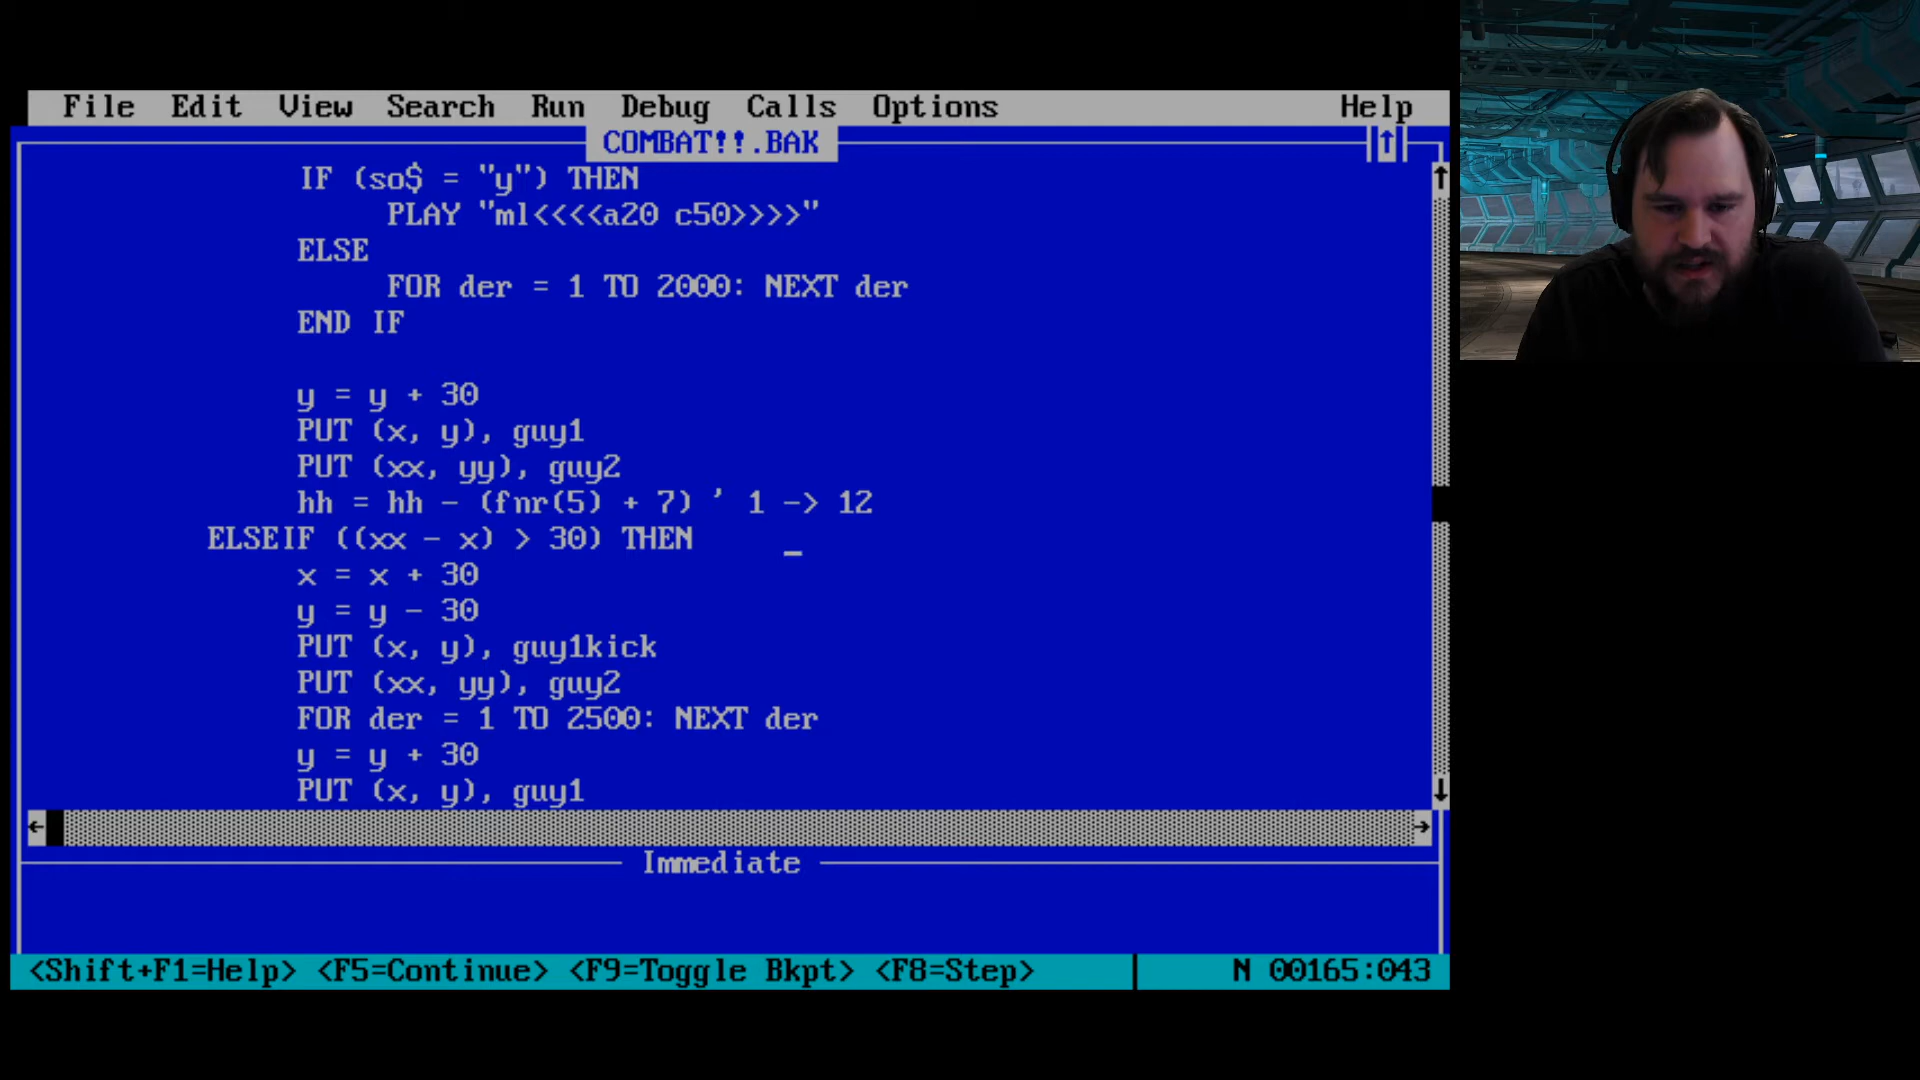 File Edit View Search Run Debug Calls Options Help
COMBAT!!.BAK
IF (so$ = "y") THEN
PLAY "ml<<<<a20 c50>>>>"
ELSE
FOR der = 1 TO 2000: NEXT der
END IF
y = y + 30
PUT (x, y), guy1
PUT (xx, yy), guy2
hh = hh - (fnr(5) + 7) ' 1 -> 12
ELSEIF ((xx - x) > 30) THEN
x = x + 30
y = y - 30
PUT (x, y), guy1kick
PUT (xx, yy), guy2
FOR der = 1 TO 2500: NEXT der
y = y + 30
PUT (x, y), guy1
Immediate
<Shift+F1=Help> <F5=Continue> <F9=Toggle Bkpt> <F8=Step> N 00165:043